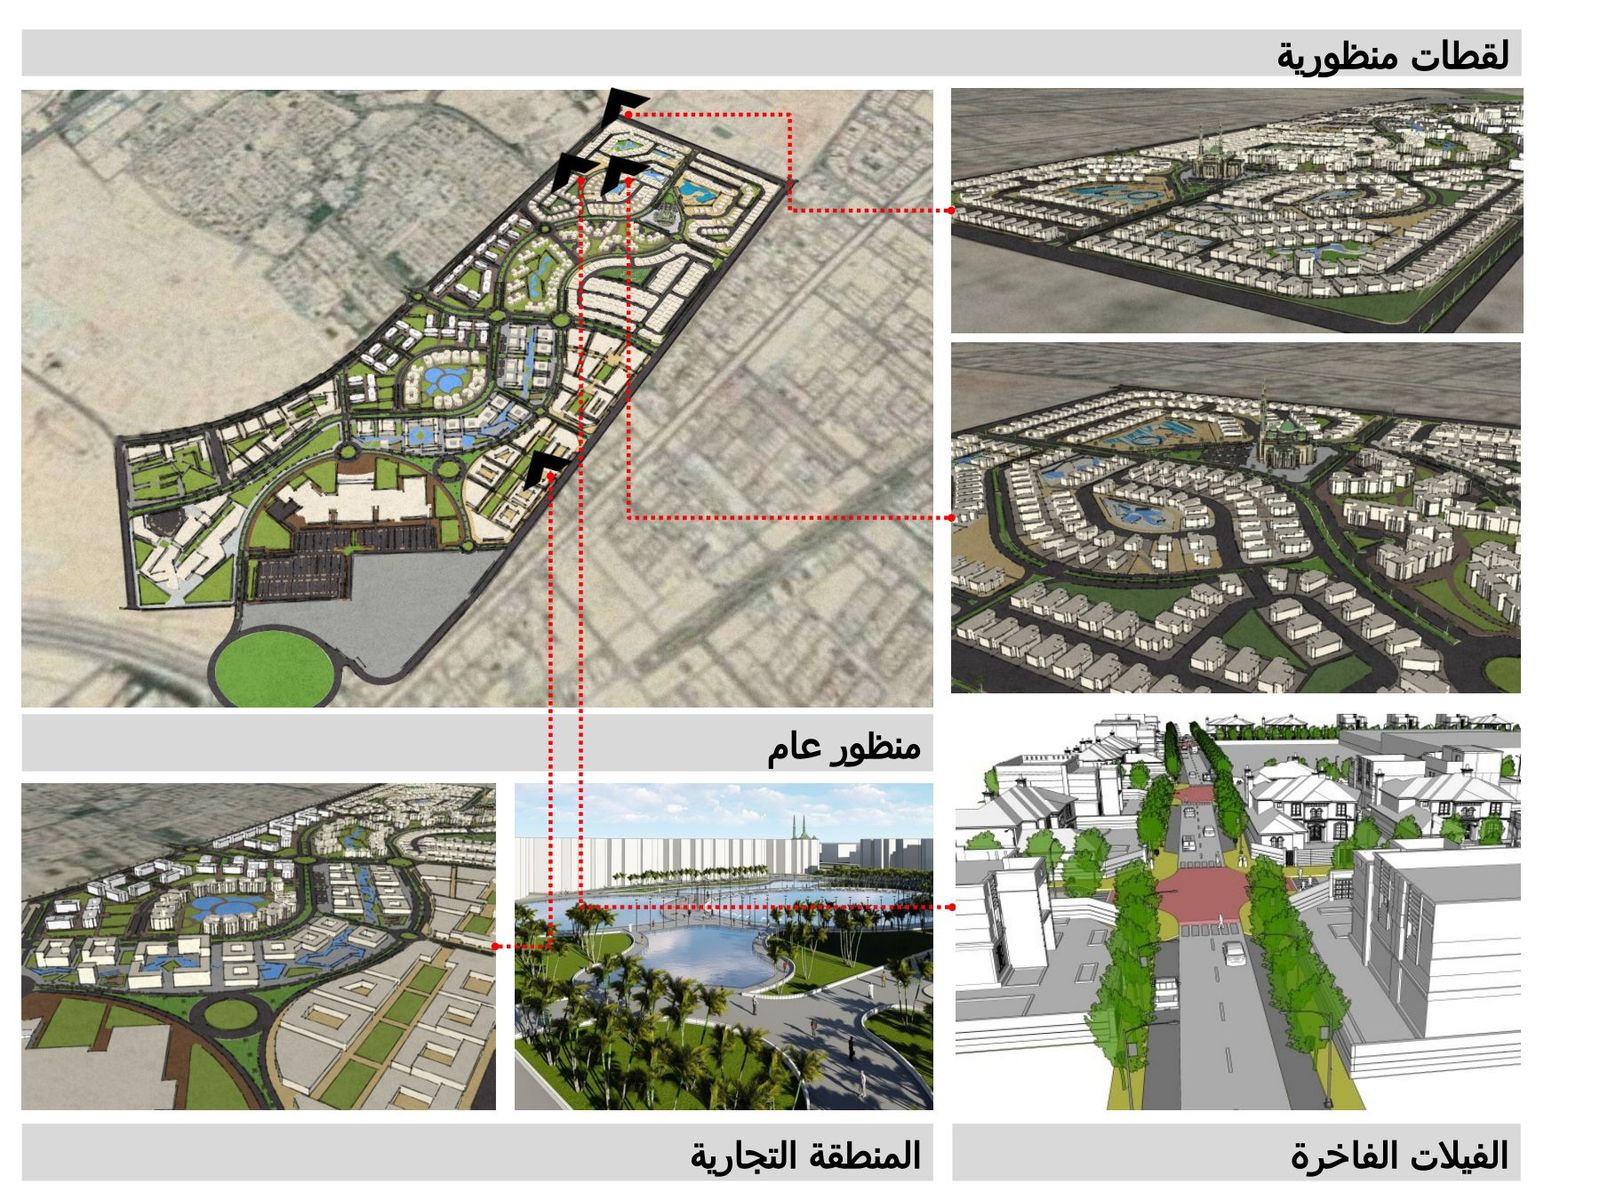 لقطات منظورية
منظور عام
الفيلات الفاخرة
المنطقة التجارية